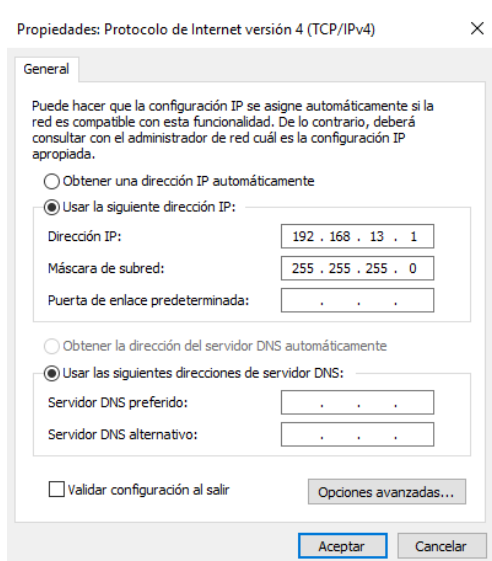 Propiedades: Protocolo de Internet versión 4 (TCP/IPv4)
General
Puede hacer que la configuración IP se asigne automáticamente si la
red es compatible con esta funcionalidad. De lo contrario, deberá
consultar con el administrador de red cuál es la configuración IP
apropiada.
Obtener una dirección IP automáticamente
Usar la siguiente dirección IP:
Dirección IP: 192 . 168 . 13 . 1
Máscara de subred: 255 . 255 . 255 . 0
Puerta de enlace predeterminada: . . .
Obtener la dirección del servidor DNS automáticamente
Usar las siguientes direcciones de servidor DNS:
Servidor DNS preferido: . . .
Servidor DNS alternativo: . . .
Validar configuración al salir
Opciones avanzadas...
Aceptar Cancelar